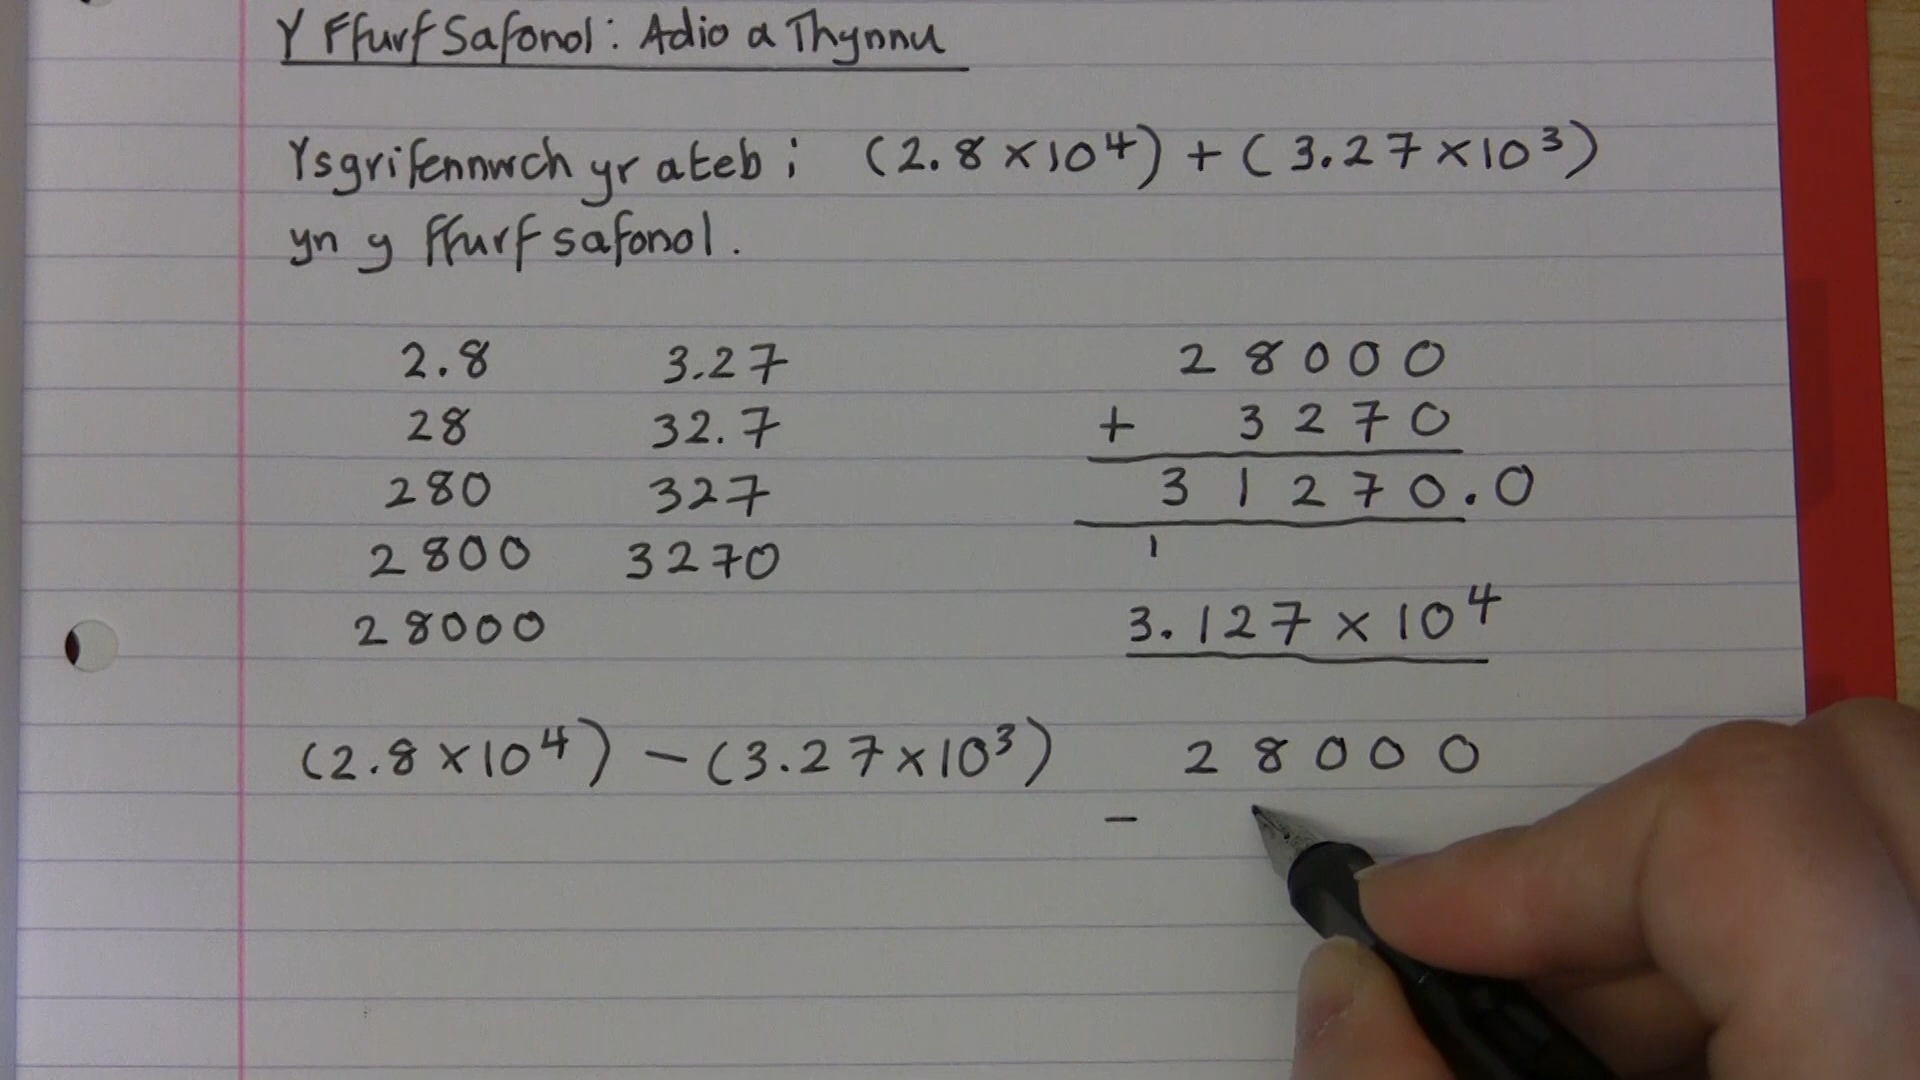 Y Ffurf Safonol: Adio a Thynnu
Ysgrifennwch yr ateb i (2.8 × 10⁴) + (3.27 × 10³)
yn y ffurf safonol.
2.8 3.27
28 32.7
280 327
2800 3270
28000
28000
+ 3270
31270.0
1
3.127 × 10⁴
(2.8 × 10⁴) − (3.27 × 10³)
28000
−